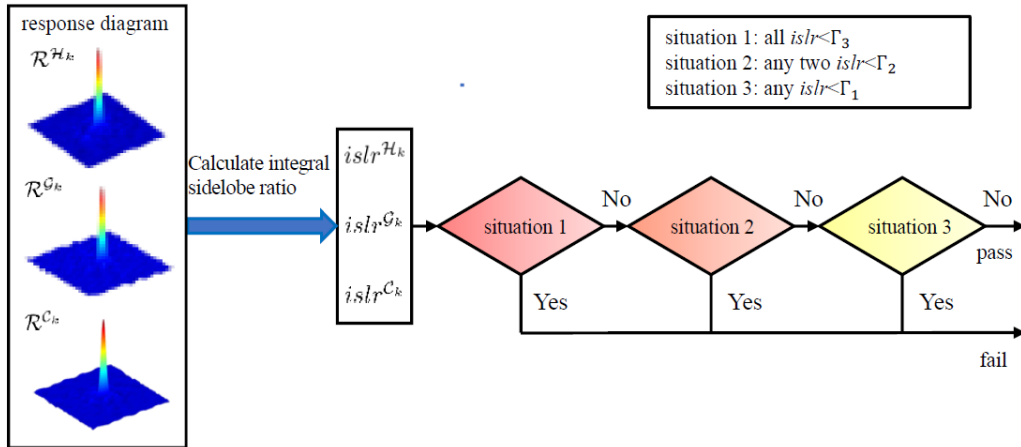 response diagram
𝓡^{𝓗_k}
𝓡^{𝓖_k}
𝓡^{𝓒_k}
Calculate integral
sidelobe ratio
islr^{𝓗_k}
islr^{𝓖_k}
islr^{𝓒_k}
situation 1: all islr<Γ₃
situation 2: any two islr<Γ₂
situation 3: any islr<Γ₁
situation 1
No
situation 2
No
situation 3
No
pass
Yes
Yes
Yes
fail